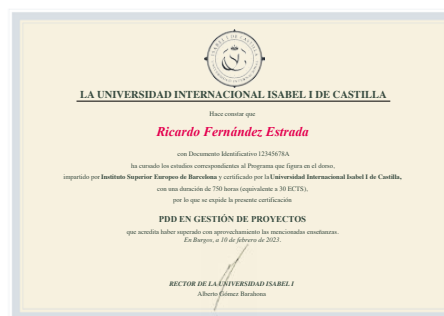 ISABEL I DE CASTILLA
LA UNIVERSIDAD INTERNACIONAL ISABEL I DE CASTILLA
Hace constar que
Ricardo Fernández Estrada
con Documento Identificativo 12345678A
ha cursado los estudios correspondientes al Programa que figura en el dorso,
impartido por Instituto Superior Europeo de Barcelona y certificado por la Universidad Internacional Isabel I de Castilla,
con una duración de 750 horas (equivalente a 30 ECTS),
por lo que se expide la presente certificación
PDD EN GESTIÓN DE PROYECTOS
que acredita haber superado con aprovechamiento las mencionadas enseñanzas.
En Burgos, a 10 de febrero de 2023.
RECTOR DE LA UNIVERSIDAD ISABEL I
Alberto Gómez Barahona